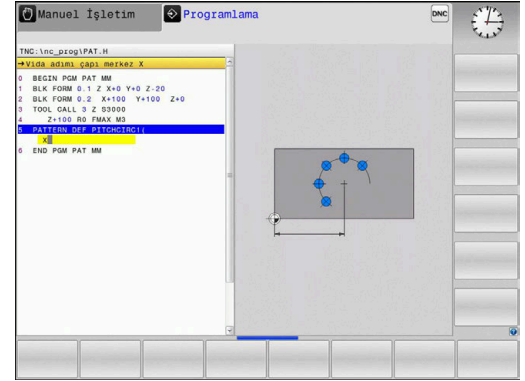 Manuel İşletim
Programlama
DNC
TNC:\nc_prog\PAT.H
→Vida adımı çapı merkez X
0 BEGIN PGM PAT MM
1 BLK FORM 0.1 Z X+0 Y+0 Z-20
2 BLK FORM 0.2 X+100 Y+100 Z+0
3 TOOL CALL 3 Z S3000
4 Z+100 R0 FMAX M3
5 PATTERN DEF PITCHCIRC1(
X
6 END PGM PAT MM